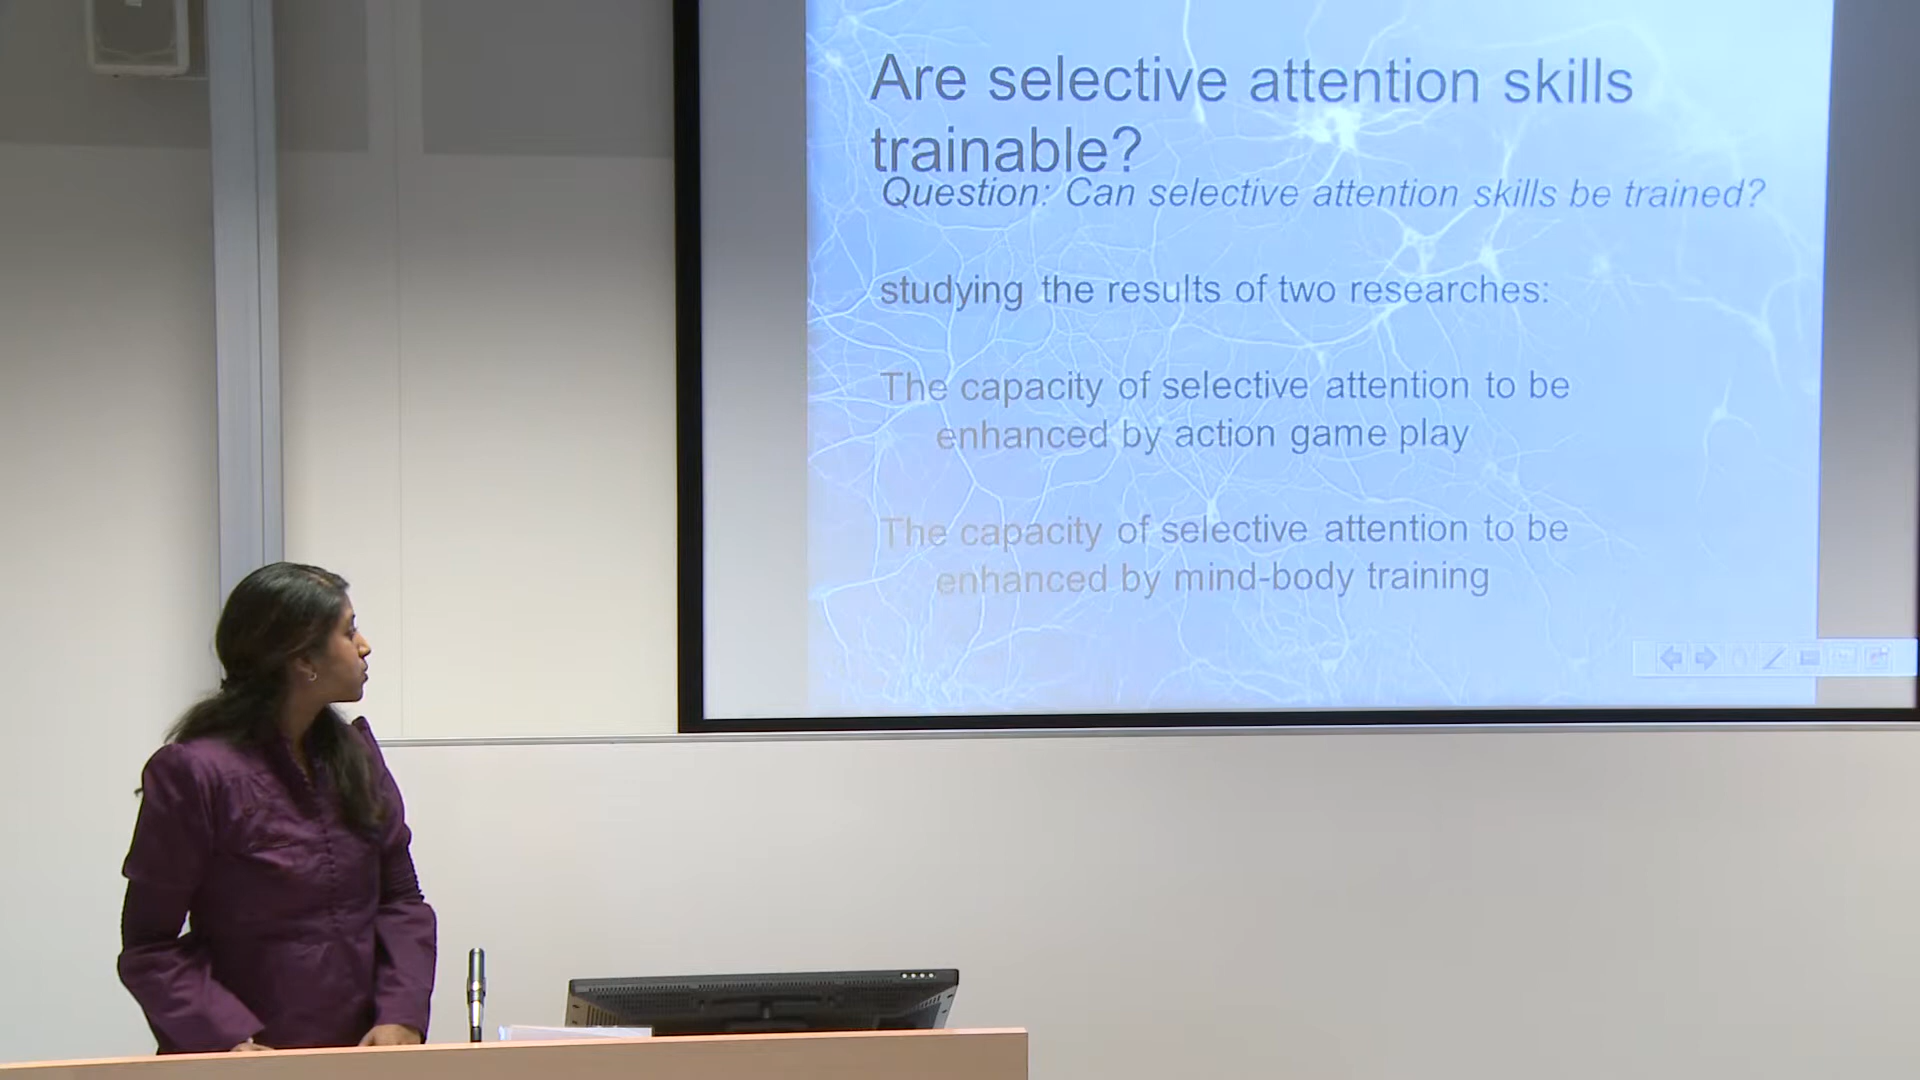 Are selective attention skills
trainable?
Question: Can selective attention skills be trained?
studying the results of two researches:
The capacity of selective attention to be
enhanced by action game play
The capacity of selective attention to be
enhanced by mind-body training